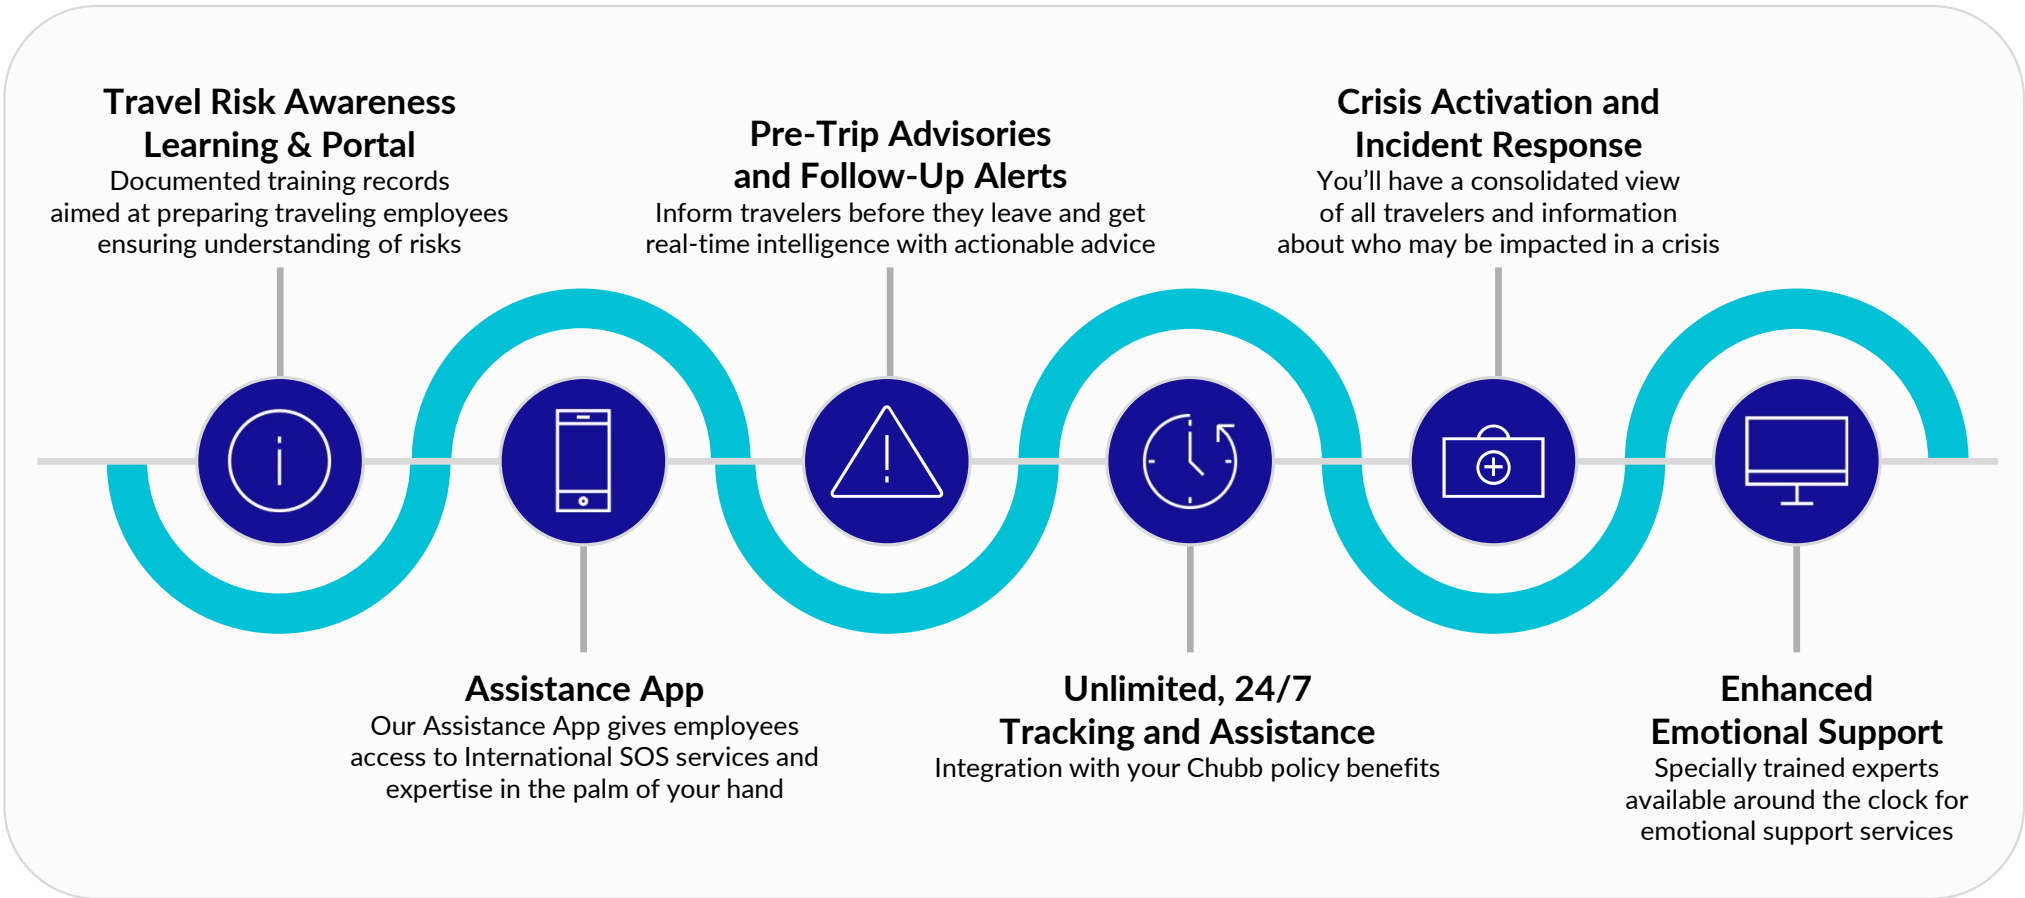 Travel Risk Awareness
Learning & Portal
Documented training records
aimed at preparing traveling employees
ensuring understanding of risks
Assistance App
Our Assistance App gives employees
access to International SOS services and
expertise in the palm of your hand
Pre-Trip Advisories
and Follow-Up Alerts
Inform travelers before they leave and get
real-time intelligence with actionable advice
Unlimited, 24/7
Tracking and Assistance
Integration with your Chubb policy benefits
Crisis Activation and
Incident Response
You’ll have a consolidated view
of all travelers and information
about who may be impacted in a crisis
Enhanced
Emotional Support
Specially trained experts
available around the clock for
emotional support services